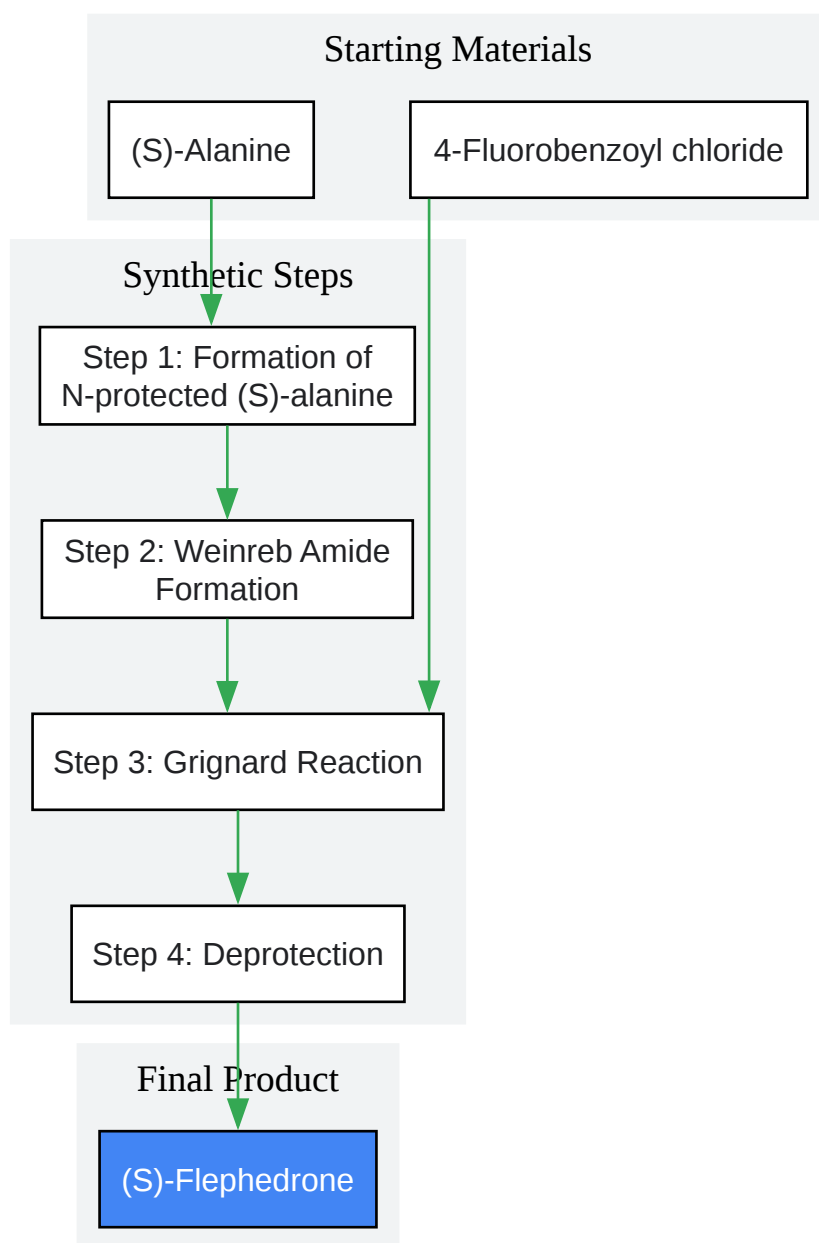 Starting Materials
(S)-Alanine
4-Fluorobenzoyl chloride
Synthetic Steps
Step 1: Formation of
N-protected (S)-alanine
Step 2: Weinreb Amide
Formation
Step 3: Grignard Reaction
Step 4: Deprotection
Final Product
(S)-Flephedrone